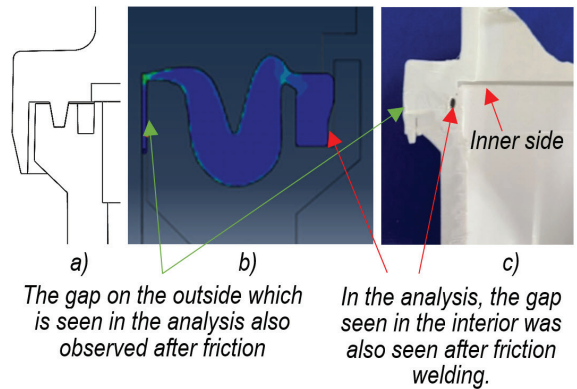 Inner side
a)
b)
c)
The gap on the outside which
is seen in the analysis also
observed after friction
In the analysis, the gap
seen in the interior was
also seen after friction
welding.